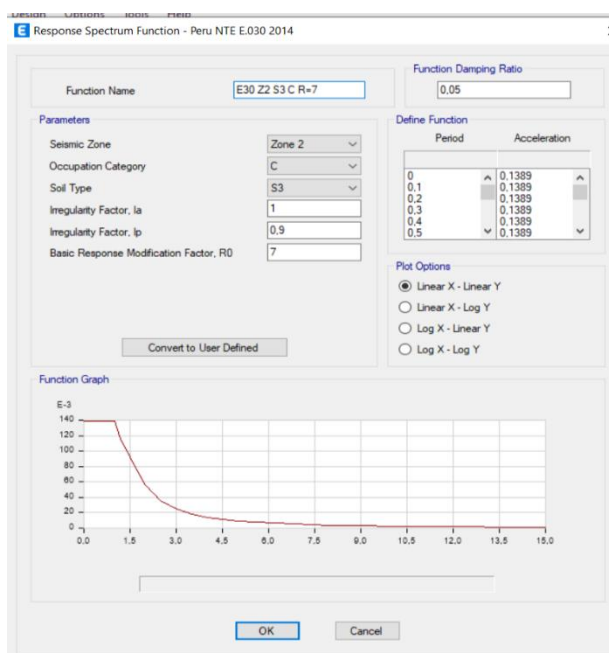 Design Options Tools Help
E Response Spectrum Function - Peru NTE E.030 2014
Function Name E30 Z2 S3 C R=7
Function Damping Ratio
0,05
Parameters
Seismic Zone Zone 2
Occupation Category C
Soil Type S3
Irregularity Factor, Ia 1
Irregularity Factor, Ip 0,9
Basic Response Modification Factor, R0 7
Convert to User Defined
Define Function
Period Acceleration
0 0,1389
0,1 0,1389
0,2 0,1389
0,3 0,1389
0,4 0,1389
0,5 0,1389
Plot Options
Linear X - Linear Y
Linear X - Log Y
Log X - Linear Y
Log X - Log Y
Function Graph
E-3
140
120
100
80
60
40
20
0
0,0 1,5 3,0 4,5 6,0 7,5 9,0 10,5 12,0 13,5 15,0
OK Cancel